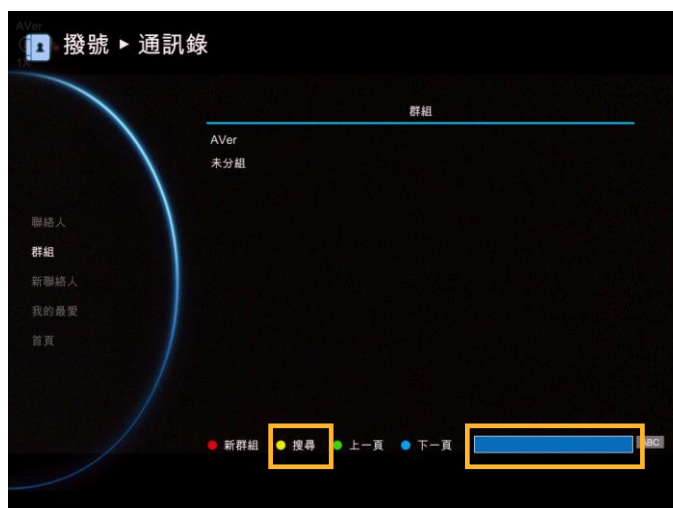 AVer
1X
撥號 ▸ 通訊錄
群組
AVer
未分組
聯絡人
群組
新聯絡人
我的最愛
首頁
新群組 搜尋 上一頁 下一頁 ABC